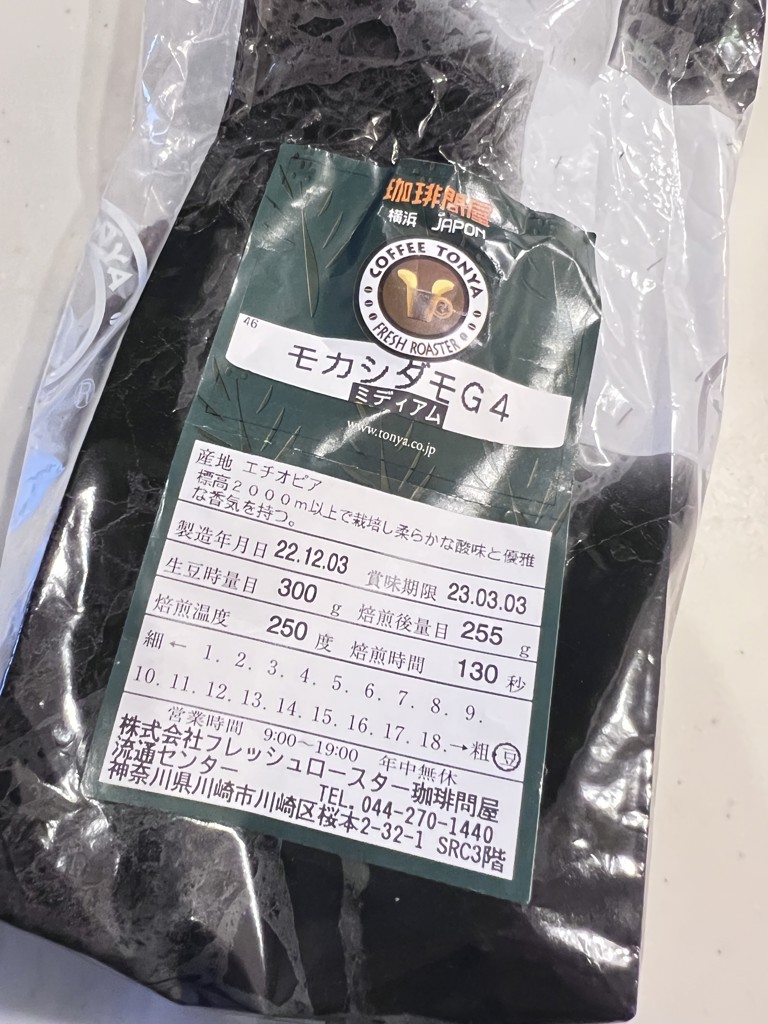 珈琲問屋
横浜 JAPON
COFFEE TONYA
FRESH ROASTER
46
モカシダモG4
ミディアム
www.tonya.co.jp
産地 エチオピア
標高2000m以上で栽培し柔らかな酸味と優雅
な香気を持つ。
製造年月日 22.12.03 賞味期限 23.03.03
生豆時量目 300 g 焙煎後量目 255 g
焙煎温度 250 度 焙煎時間 130 秒
細 ← 1. 2. 3. 4. 5. 6. 7. 8. 9.
10. 11. 12. 13. 14. 15. 16. 17. 18. → 粗 豆
営業時間 9:00〜19:00 年中無休
株式会社フレッシュロースター珈琲問屋
流通センター TEL. 044-270-1440
神奈川県川崎市川崎区桜本2-32-1 SRC3階
®